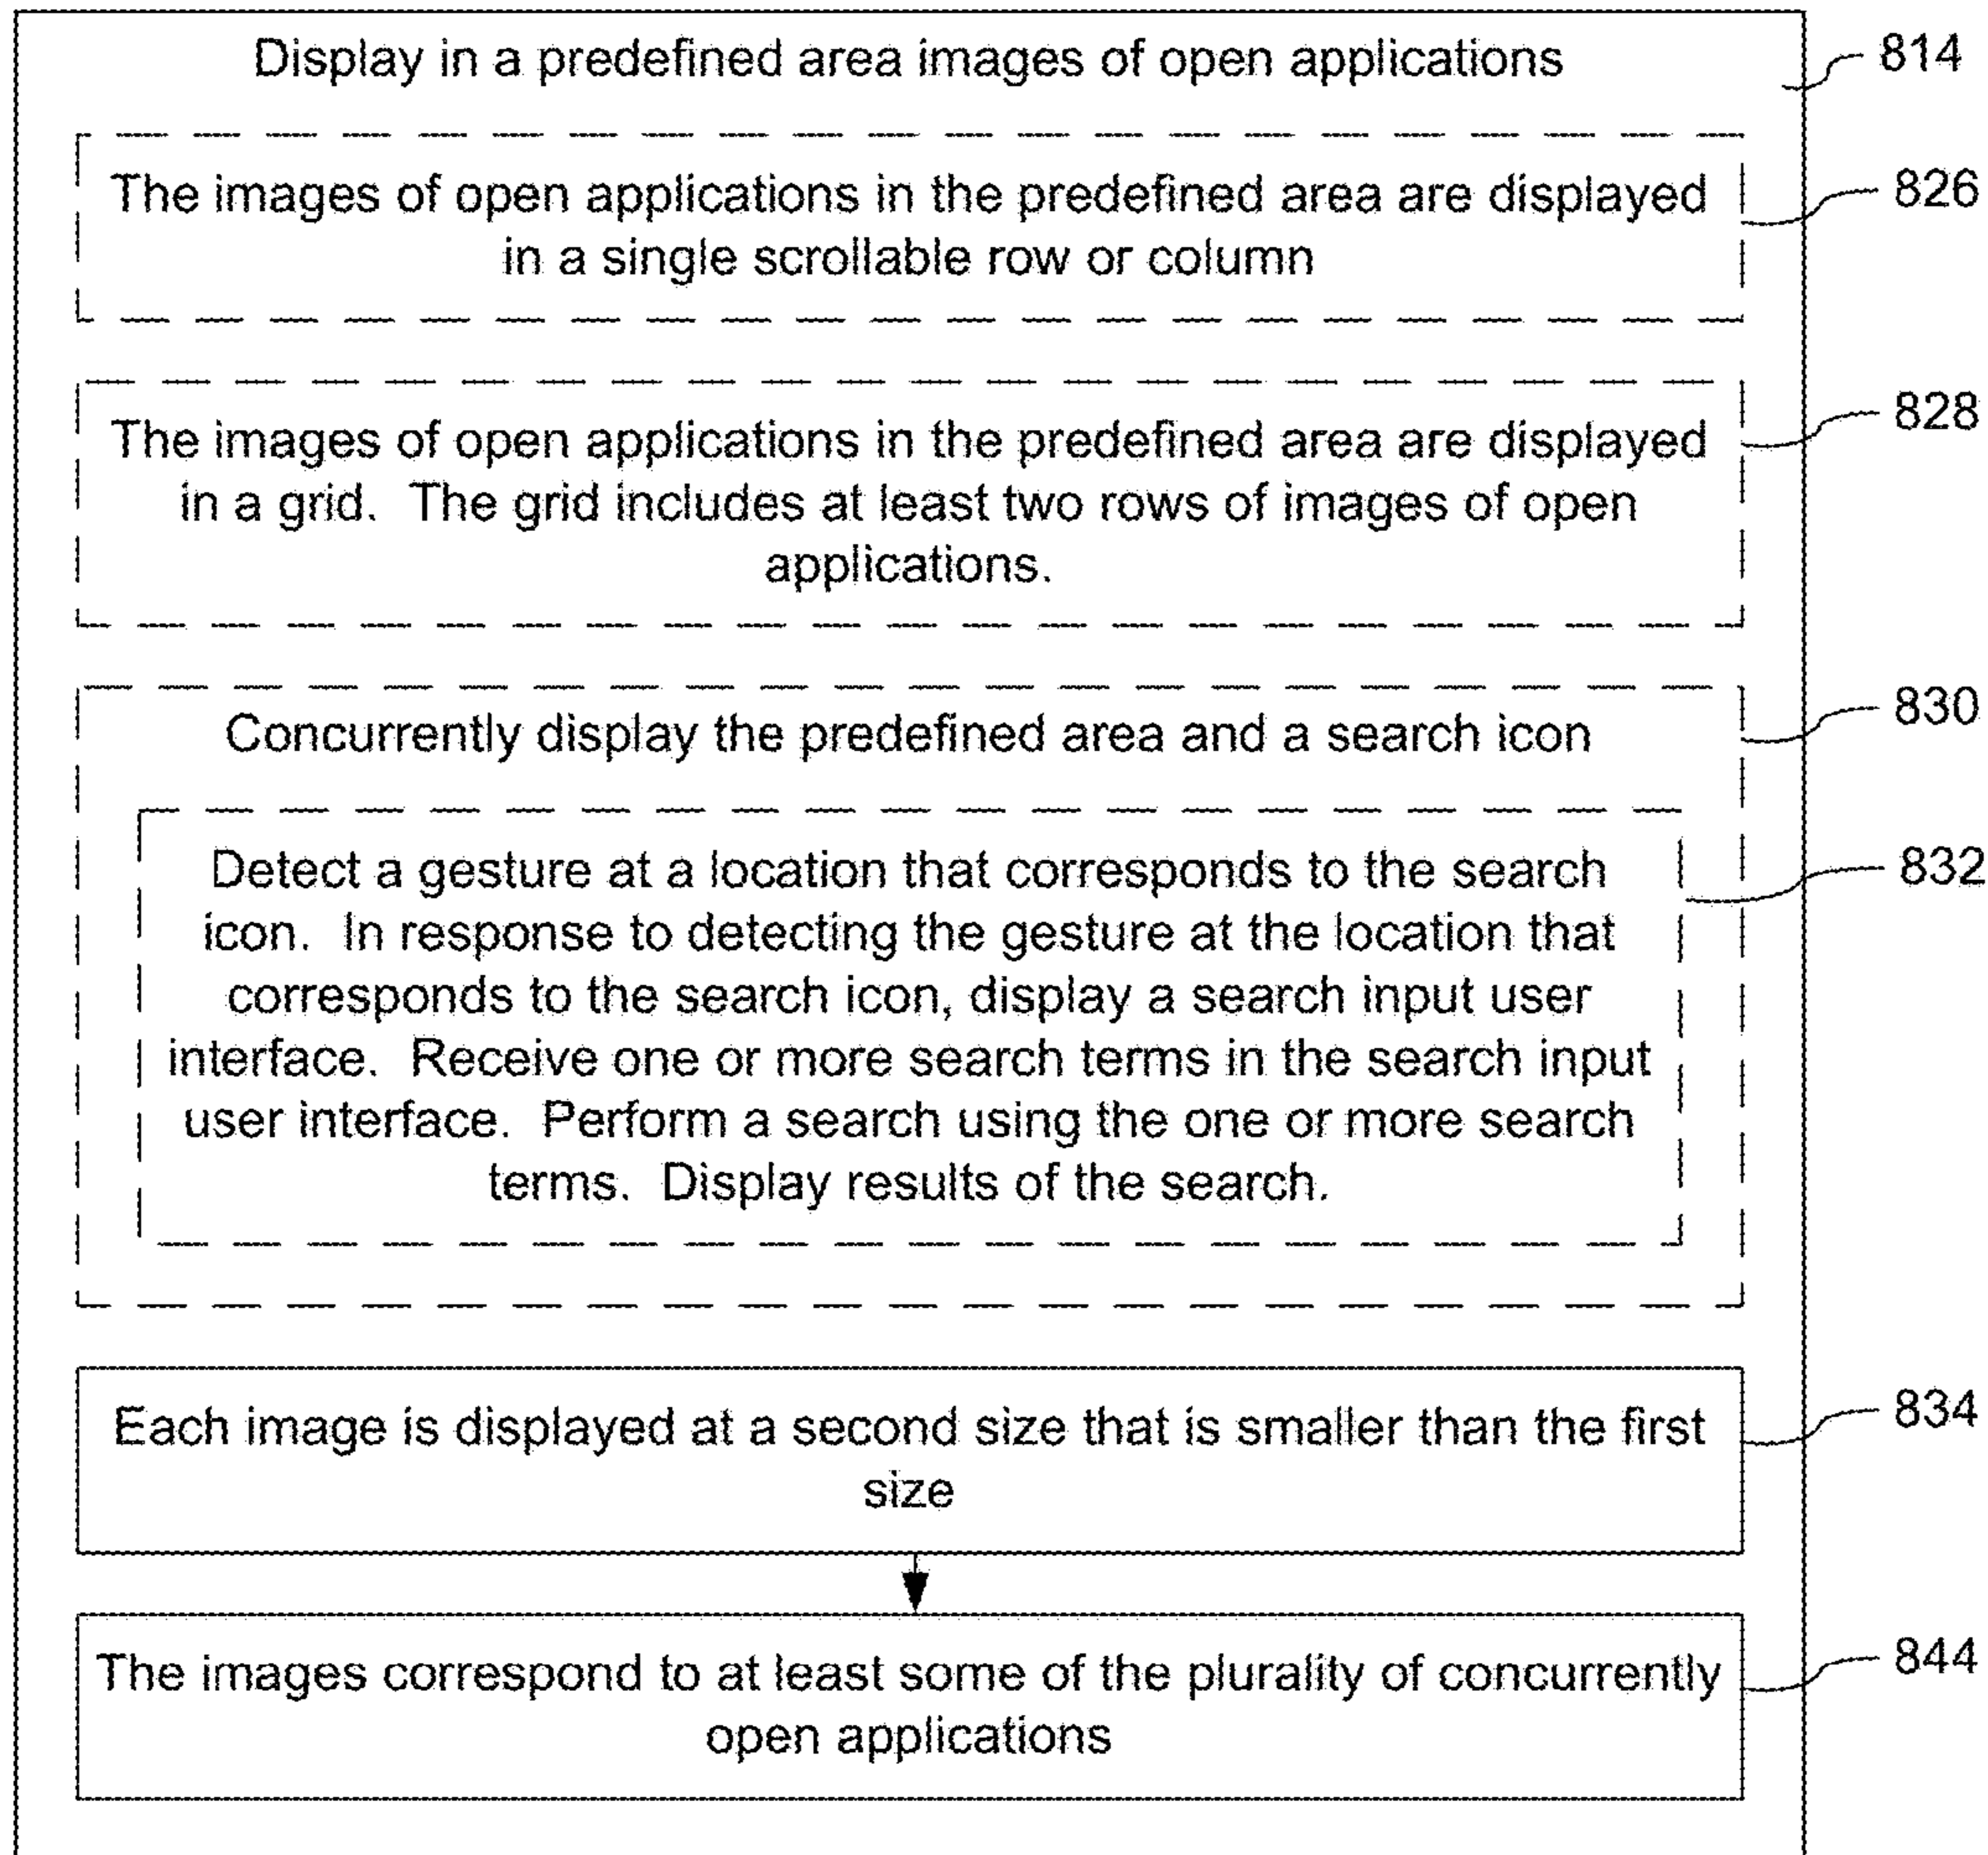 Display in a predefined area images of open applications
814
The images of open applications in the predefined area are displayed
in a single scrollable row or column
826
The images of open applications in the predefined area are displayed
in a grid. The grid includes at least two rows of images of open
applications.
828
Concurrently display the predefined area and a search icon
830
Detect a gesture at a location that corresponds to the search
icon. In response to detecting the gesture at the location that
corresponds to the search icon, display a search input user
interface. Receive one or more search terms in the search input
user interface. Perform a search using the one or more search
terms. Display results of the search.
832
Each image is displayed at a second size that is smaller than the first
size
834
The images correspond to at least some of the plurality of concurrently
open applications
844